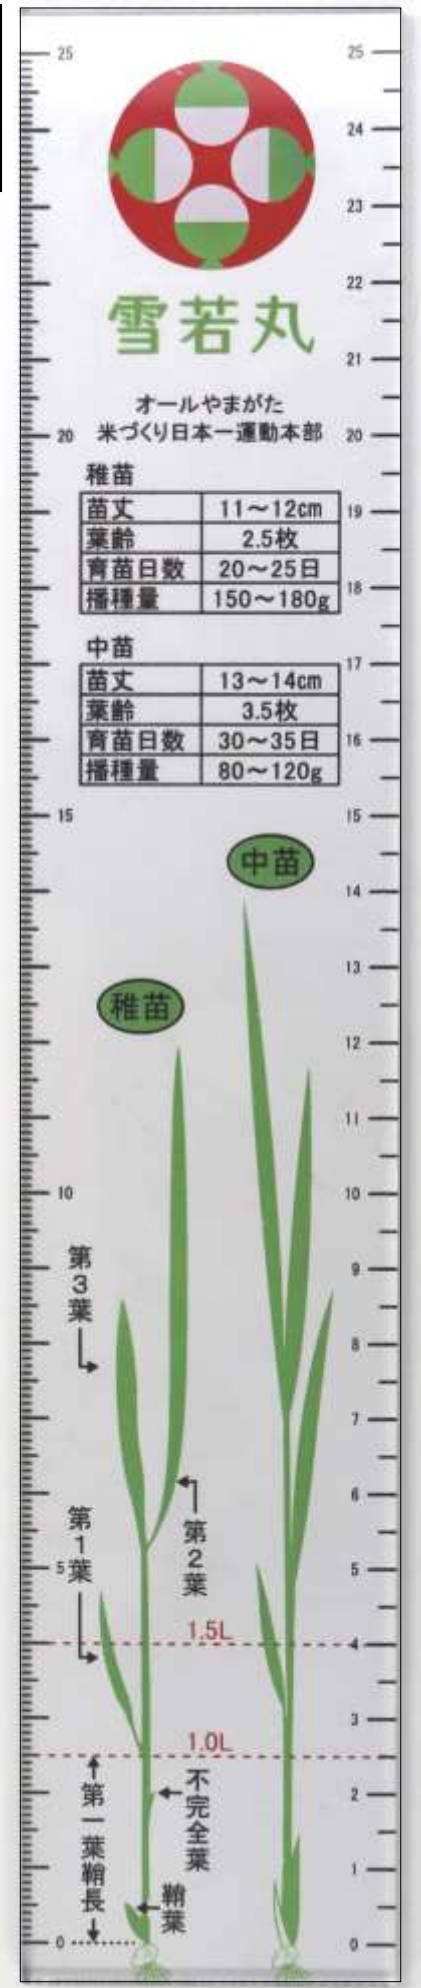 25
25
24
23
22
21
雪若丸
オールやまがた
米づくり日本一運動本部
20
20
稚苗
苗丈 11～12cm
葉齢 2.5枚
育苗日数 20～25日
播種量 150～180g
19
18
中苗
苗丈 13～14cm
葉齢 3.5枚
育苗日数 30～35日
播種量 80～120g
17
16
15
15
中苗
14
13
稚苗
12
11
10
10
9
第3葉
8
7
6
第2葉
第1葉
5
5
1.5L
4
3
1.0L
2
不完全葉
第一葉鞘長
1
鞘葉
0
0